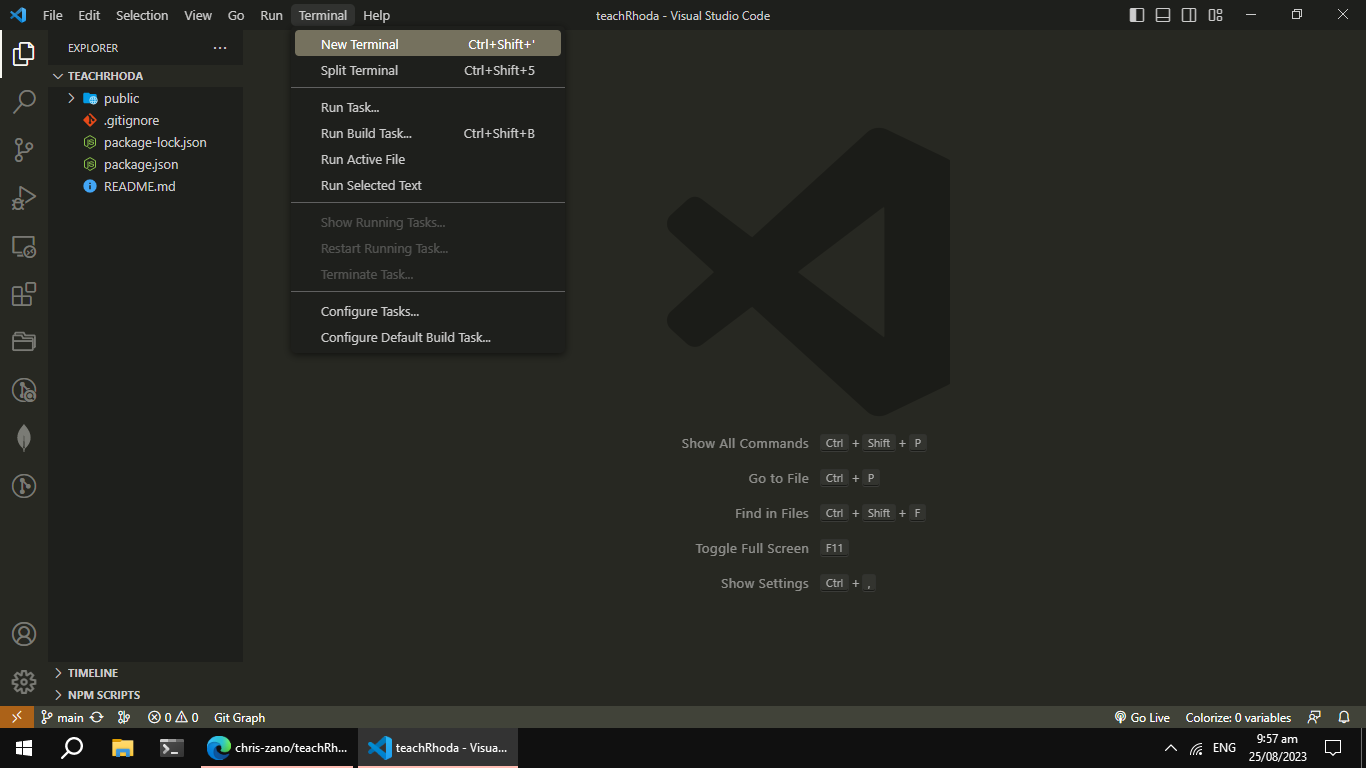 File Edit Selection View Go Run Terminal Help
teachRhoda - Visual Studio Code
EXPLORER
TEACHRHODA
public
.gitignore
package-lock.json
package.json
README.md
TIMELINE
NPM SCRIPTS
New Terminal Ctrl+Shift+'
Split Terminal Ctrl+Shift+5
Run Task...
Run Build Task... Ctrl+Shift+B
Run Active File
Run Selected Text
Show Running Tasks...
Restart Running Task...
Terminate Task...
Configure Tasks...
Configure Default Build Task...
Show All Commands Ctrl + Shift + P
Go to File Ctrl + P
Find in Files Ctrl + Shift + F
Toggle Full Screen F11
Show Settings Ctrl + ,
main 0 0 Git Graph Go Live Colorize: 0 variables
chris-zano/teachRh... teachRhoda - Visua... ENG
9:57 am
25/08/2023